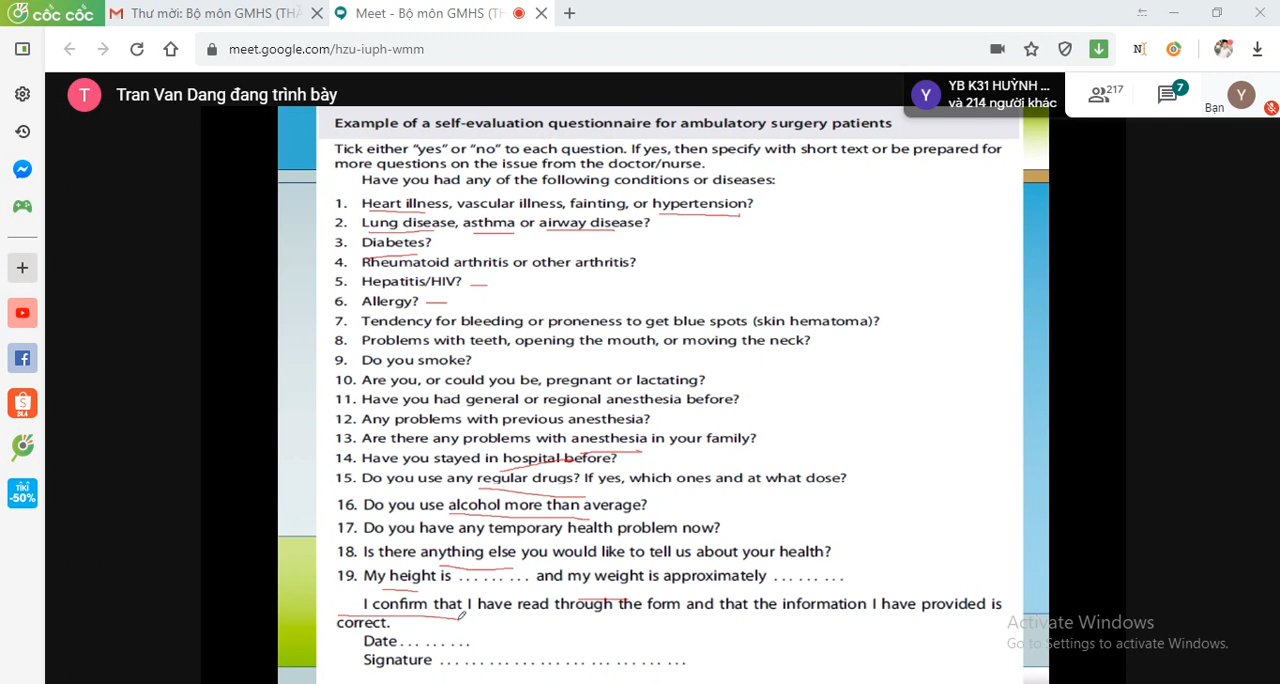 cốc cốc
Thư mời: Bộ môn GMHS (TH
Meet - Bộ môn GMHS (TH
meet.google.com/hzu-iuph-wmm
T
Tran Van Dang đang trình bày
Y
YB K31 HUỲNH ...
và 214 người khác
217
7
Bạn
Y
Example of a self-evaluation questionnaire for ambulatory surgery patients
Tick either “yes” or “no” to each question. If yes, then specify with short text or be prepared for
more questions on the issue from the doctor/nurse.
Have you had any of the following conditions or diseases:
1. Heart illness, vascular illness, fainting, or hypertension?
2. Lung disease, asthma or airway disease?
3. Diabetes?
4. Rheumatoid arthritis or other arthritis?
5. Hepatitis/HIV?
6. Allergy?
7. Tendency for bleeding or proneness to get blue spots (skin hematoma)?
8. Problems with teeth, opening the mouth, or moving the neck?
9. Do you smoke?
10. Are you, or could you be, pregnant or lactating?
11. Have you had general or regional anesthesia before?
12. Any problems with previous anesthesia?
13. Are there any problems with anesthesia in your family?
14. Have you stayed in hospital before?
15. Do you use any regular drugs? If yes, which ones and at what dose?
16. Do you use alcohol more than average?
17. Do you have any temporary health problem now?
18. Is there anything else you would like to tell us about your health?
19. My height is ........ and my weight is approximately ........
I confirm that I have read through the form and that the information I have provided is
correct.
Date........
Signature ......................
Activate Windows
Go to Settings to activate Windows.
TIKI
-50%